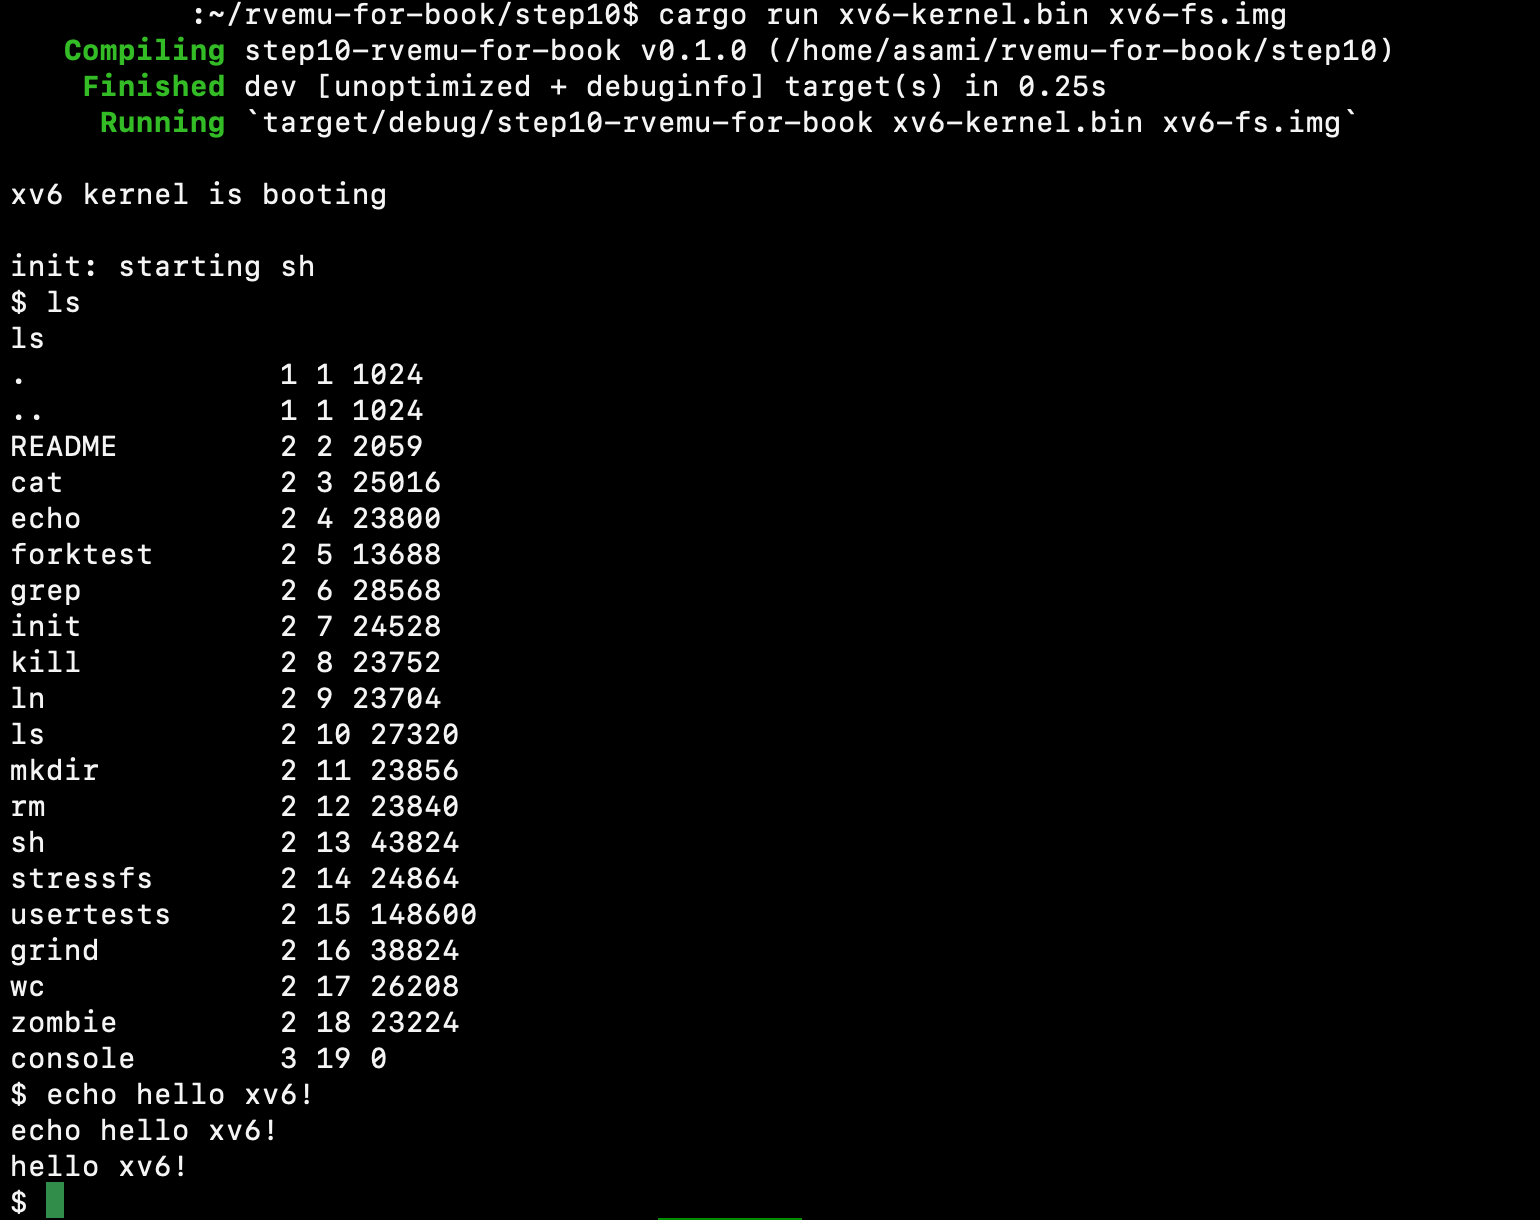 :~/rvemu-for-book/step10$ cargo run xv6-kernel.bin xv6-fs.img
Compiling step10-rvemu-for-book v0.1.0 (/home/asami/rvemu-for-book/step10)
Finished dev [unoptimized + debuginfo] target(s) in 0.25s
Running `target/debug/step10-rvemu-for-book xv6-kernel.bin xv6-fs.img`
xv6 kernel is booting
init: starting sh
$ ls
ls
. 1 1 1024
.. 1 1 1024
README 2 2 2059
cat 2 3 25016
echo 2 4 23800
forktest 2 5 13688
grep 2 6 28568
init 2 7 24528
kill 2 8 23752
ln 2 9 23704
ls 2 10 27320
mkdir 2 11 23856
rm 2 12 23840
sh 2 13 43824
stressfs 2 14 24864
usertests 2 15 148600
grind 2 16 38824
wc 2 17 26208
zombie 2 18 23224
console 3 19 0
$ echo hello xv6!
echo hello xv6!
hello xv6!
$